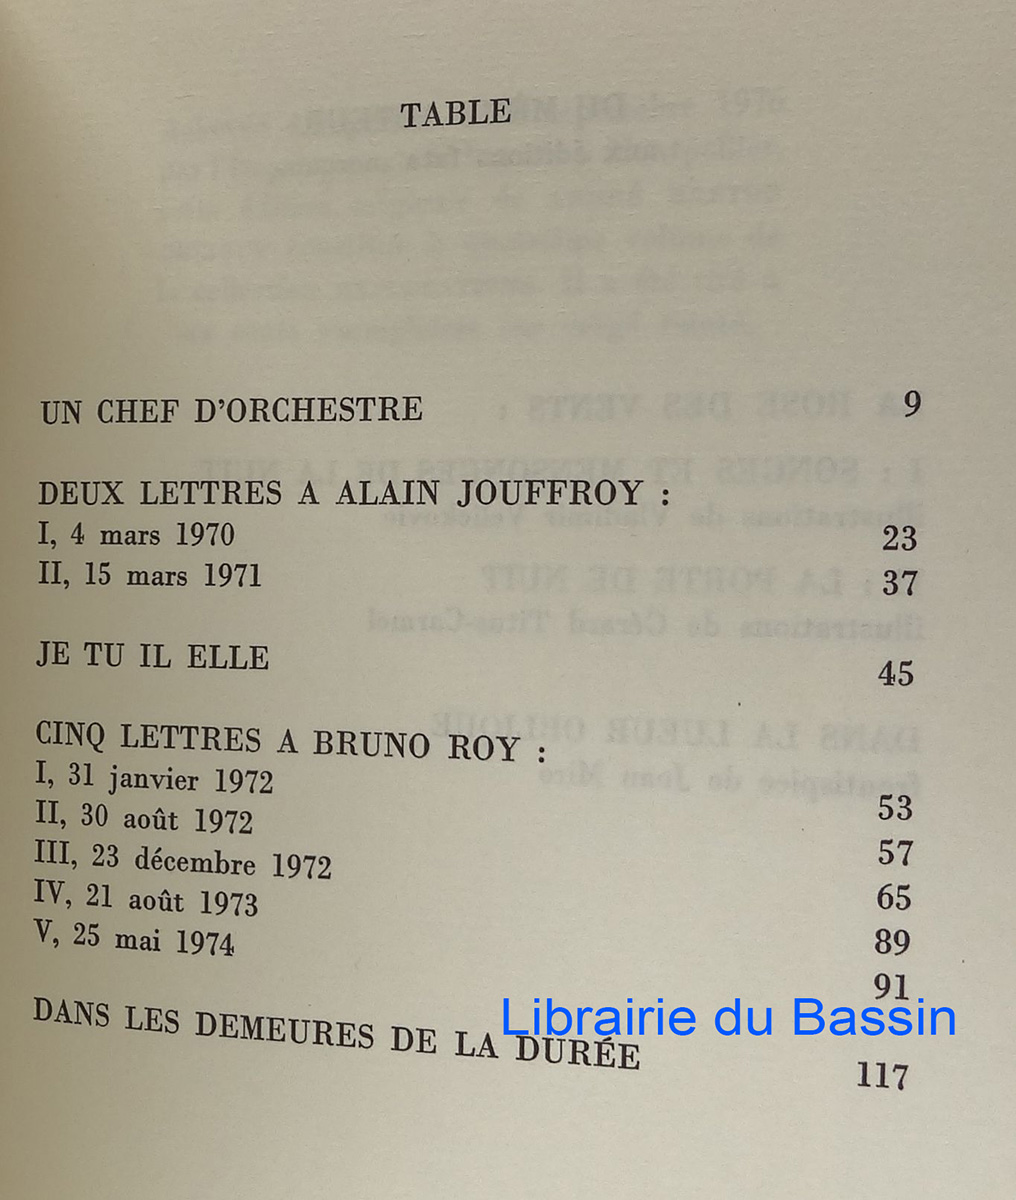 TABLE
UN CHEF D'ORCHESTRE 9
DEUX LETTRES A ALAIN JOUFFROY :
I, 4 mars 1970 23
II, 15 mars 1971 37
JE TU IL ELLE 45
CINQ LETTRES A BRUNO ROY :
I, 31 janvier 1972 53
II, 30 août 1972 57
III, 23 décembre 1972 65
IV, 21 août 1973 89
V, 25 mai 1974 91
DANS LES DEMEURES DE LA DURÉE 117
Librairie du Bassin